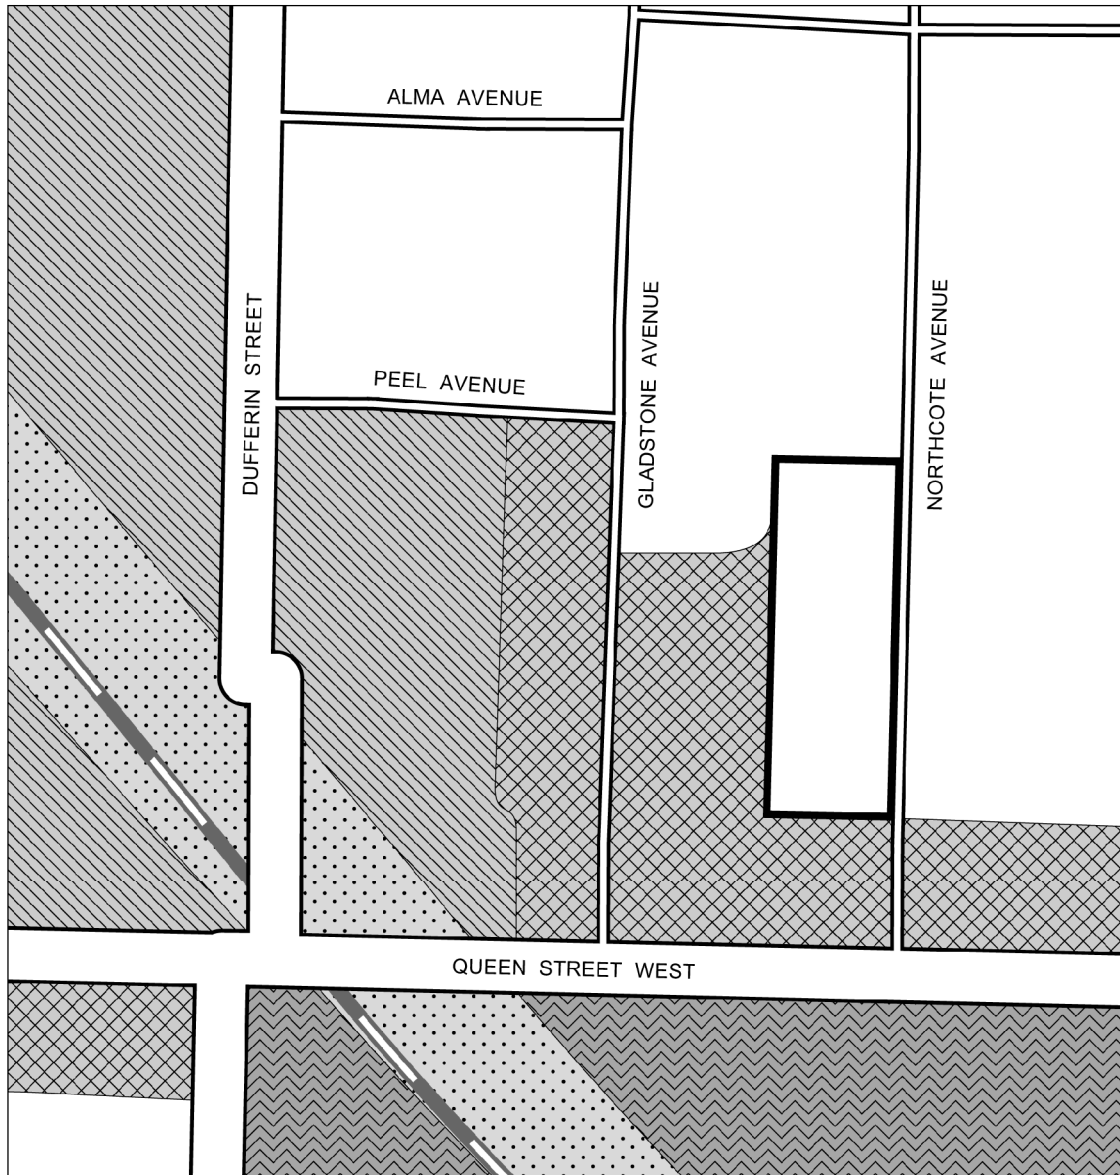 ALMA AVENUE
DUFFERIN STREET
PEEL AVENUE
GLADSTONE AVENUE
NORTHCOTE AVENUE
QUEEN STREET WEST